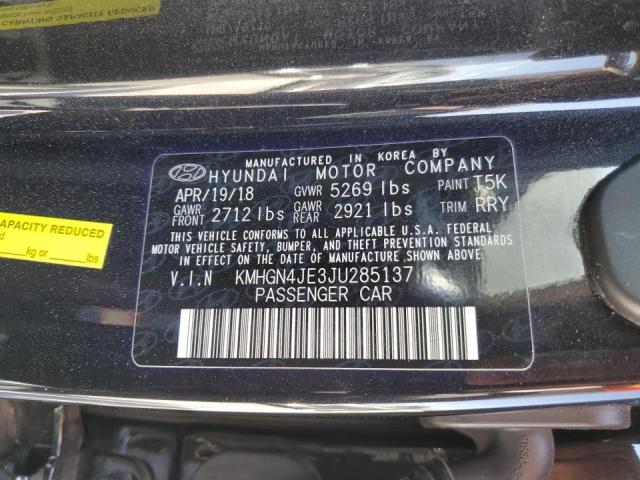 CARRYING CAPACITY REDUCED
MANUFACTURED IN KOREA BY
HYUNDAI MOTOR COMPANY
APR/19/18 GVWR 5269 lbs PAINT T5K
GAWR FRONT 2712 lbs GAWR REAR 2921 lbs TRIM RRY
THIS VEHICLE CONFORMS TO ALL APPLICABLE U.S.A. FEDERAL
MOTOR VEHICLE SAFETY, BUMPER, AND THEFT PREVENTION STANDARDS
IN EFFECT ON THE DATE OF MANUFACTURE SHOWN ABOVE.
V.I.N KMHGN4JE3JU285137
PASSENGER CAR
CAPACITY REDUCED
kg or lbs